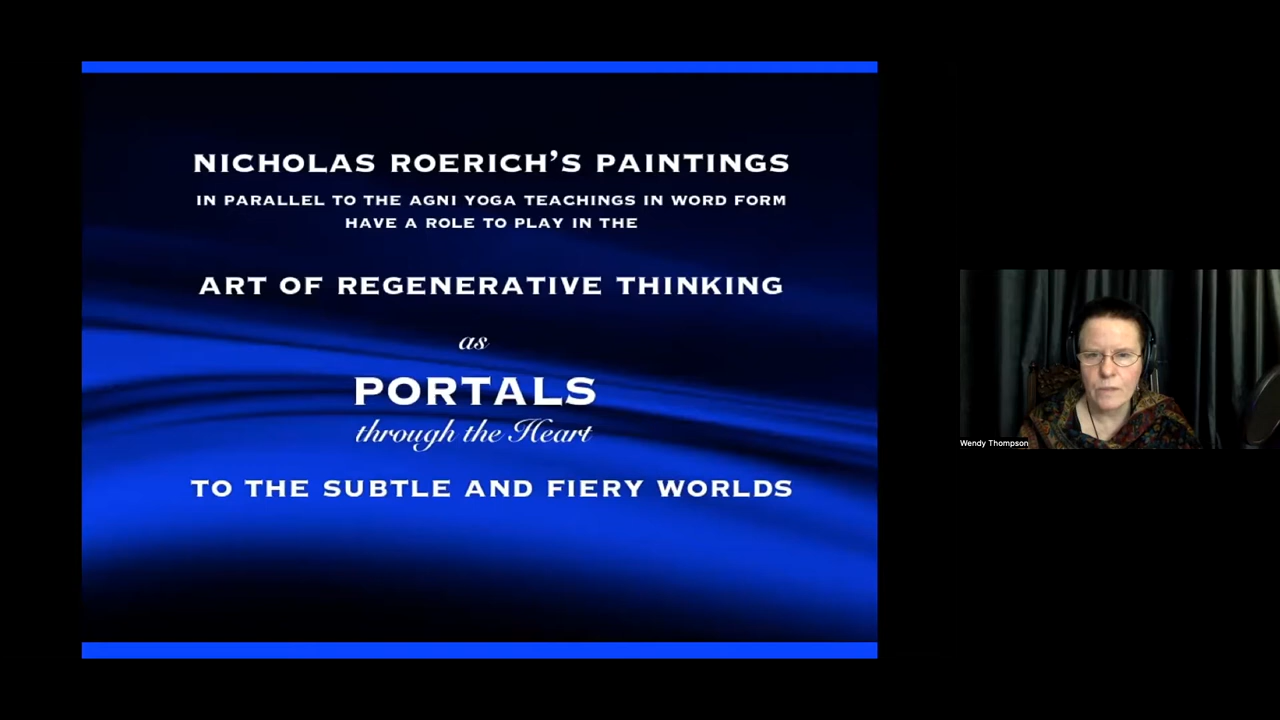 NICHOLAS ROERICH'S PAINTINGS
IN PARALLEL TO THE AGNI YOGA TEACHINGS IN WORD FORM
HAVE A ROLE TO PLAY IN THE
ART OF REGENERATIVE THINKING
as
PORTALS
through the Heart
TO THE SUBTLE AND FIERY WORLDS
Wendy Thompson